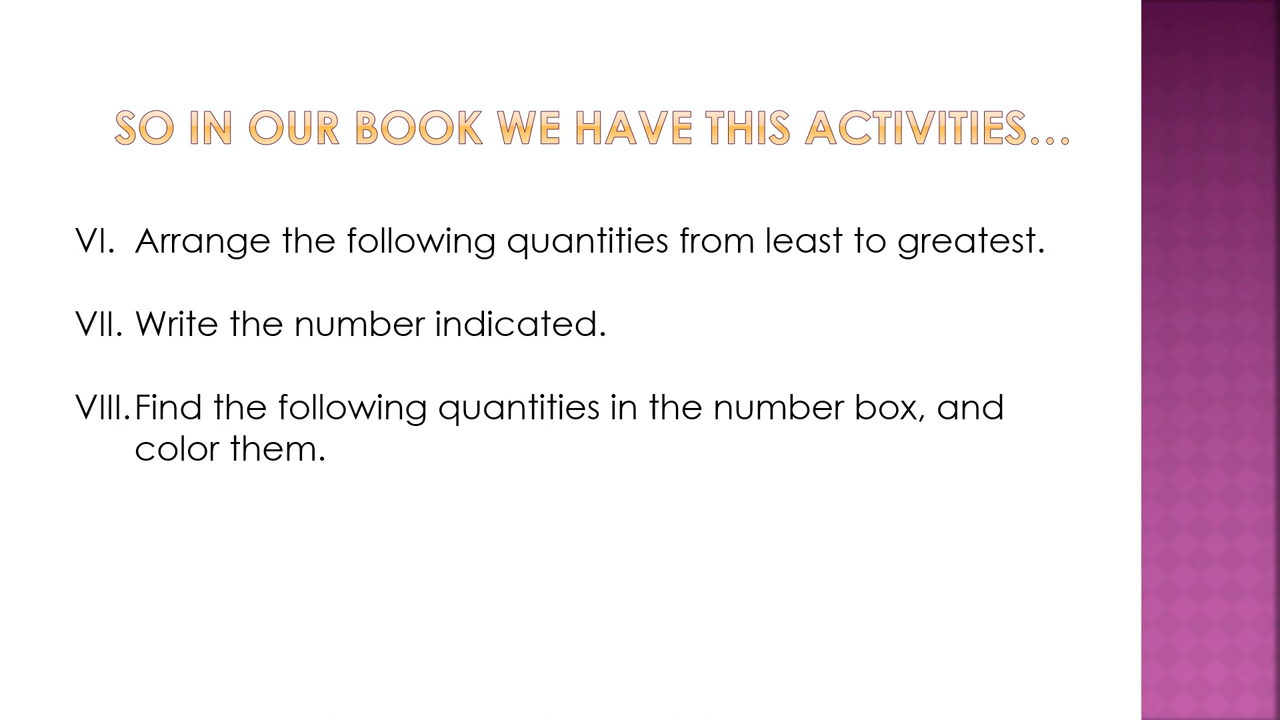 SO IN OUR BOOK WE HAVE THIS ACTIVITIES...
VI. Arrange the following quantities from least to greatest.
VII. Write the number indicated.
VIII. Find the following quantities in the number box, and
color them.